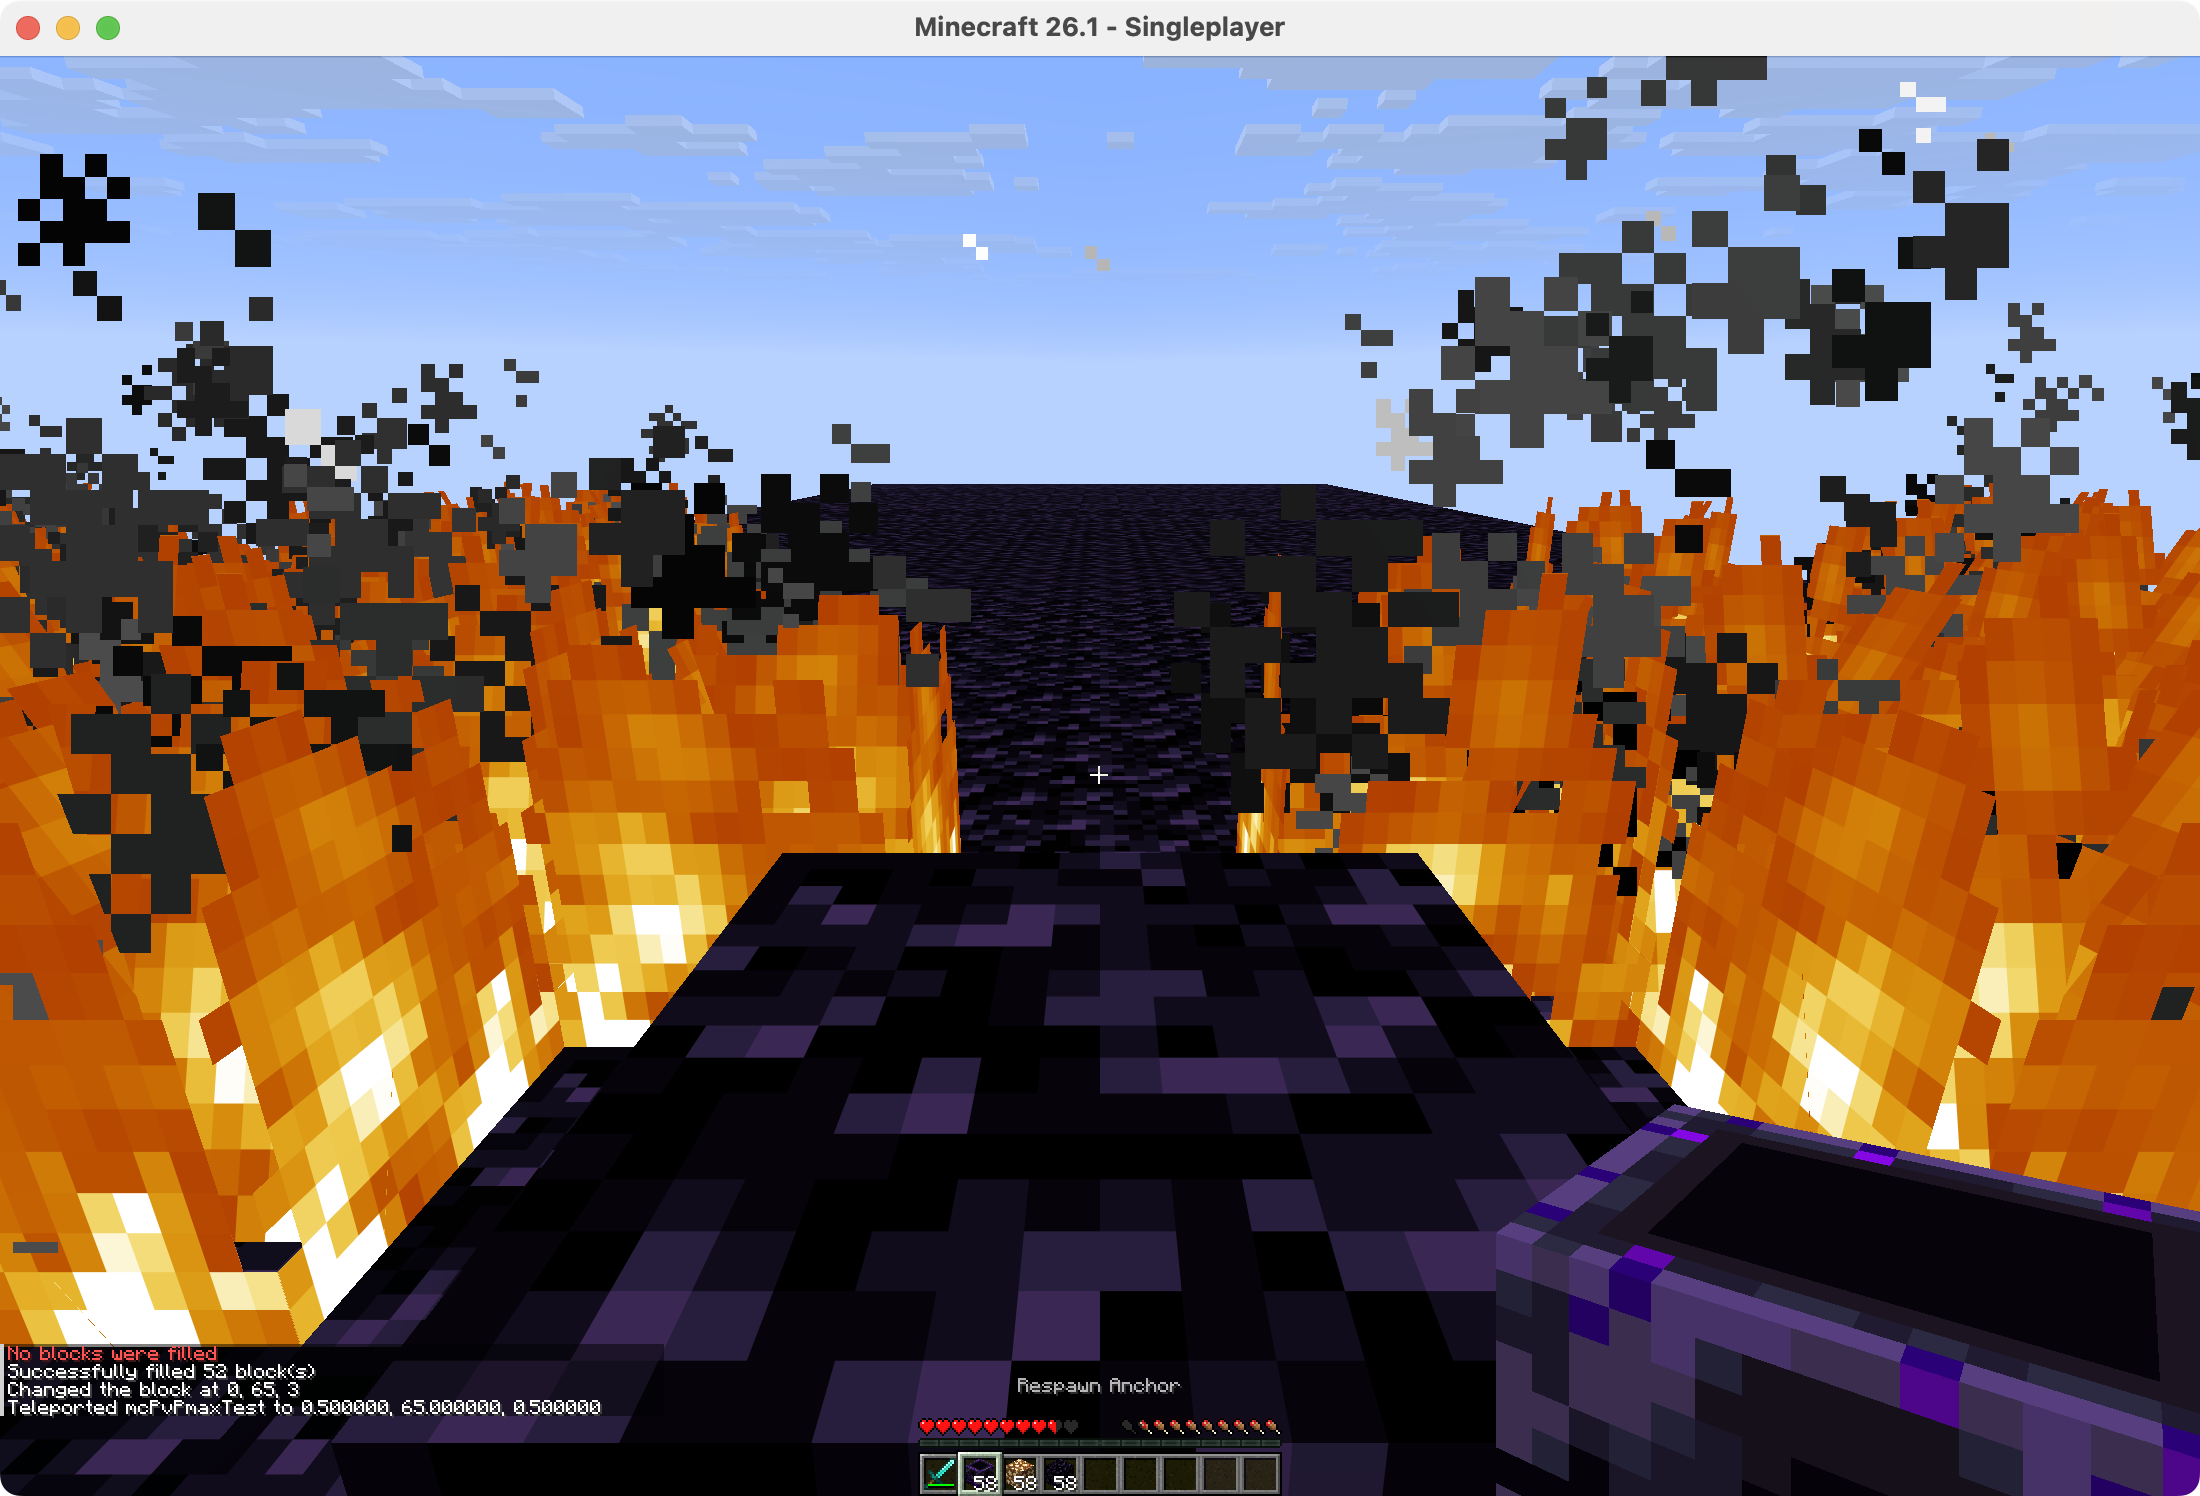 Minecraft 26.1 - Singleplayer
No blocks were filled
Successfully filled 53 block(s)
Changed the block at 0, 65, 3
Teleported mcPvPmaxTest to 0.500000, 65.000000, 0.500000
Respawn Anchor
58 58 58